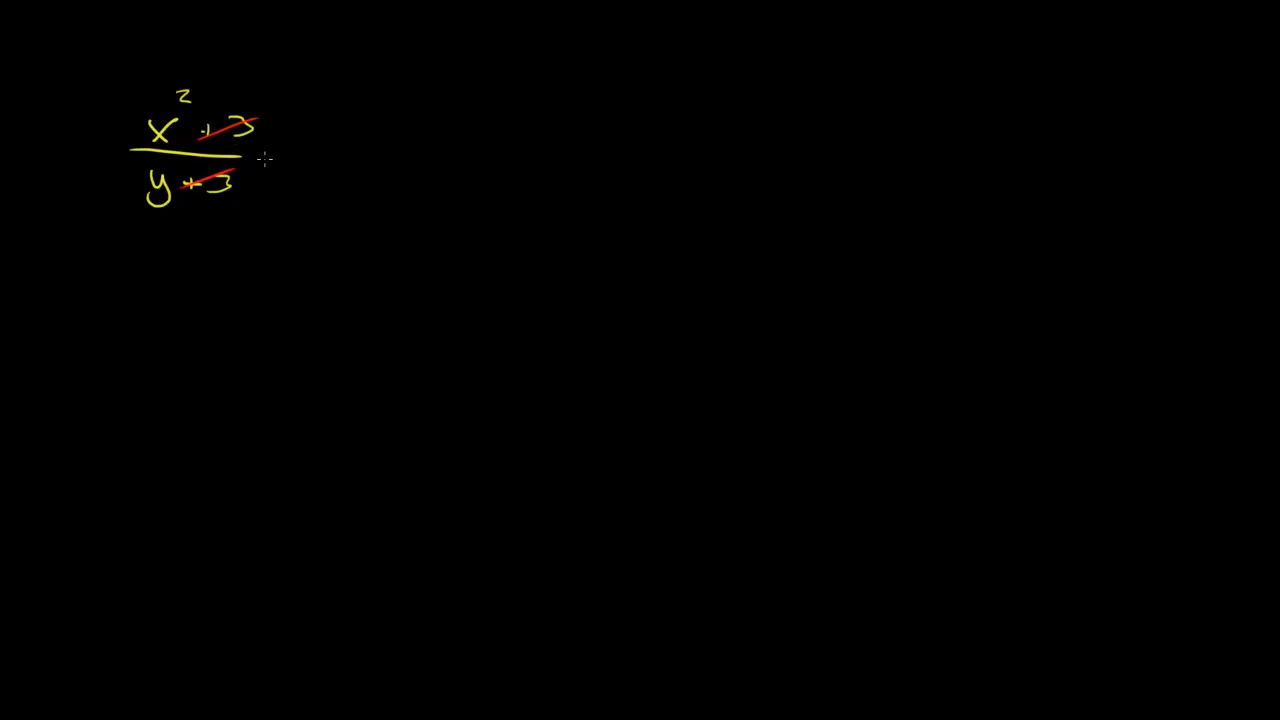 x² + 3
y + 3